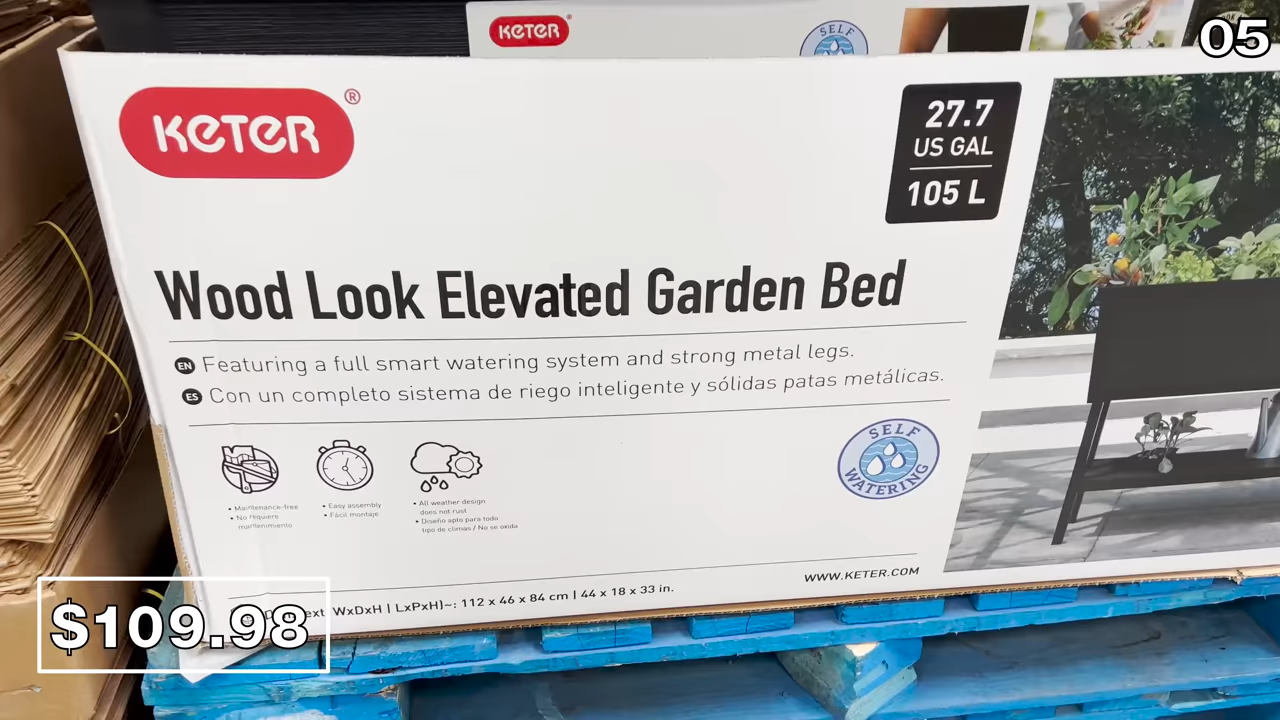 KETER®
SELF
05
KETER®
27.7
US GAL
105 L
Wood Look Elevated Garden Bed
EN Featuring a full smart watering system and strong metal legs.
ES Con un completo sistema de riego inteligente y sólidas patas metálicas.
SELF
WATERING
• Maintenance-free
• No requiere
mantenimiento
• Easy assembly
• Fácil montaje
• All weather design
does not rust
• Diseño apto para todo
tipo de climas / No se oxida
WWW.KETER.COM
WxDxH | LxPxH)~: 112 x 46 x 84 cm | 44 x 18 x 33 in.
$109.98